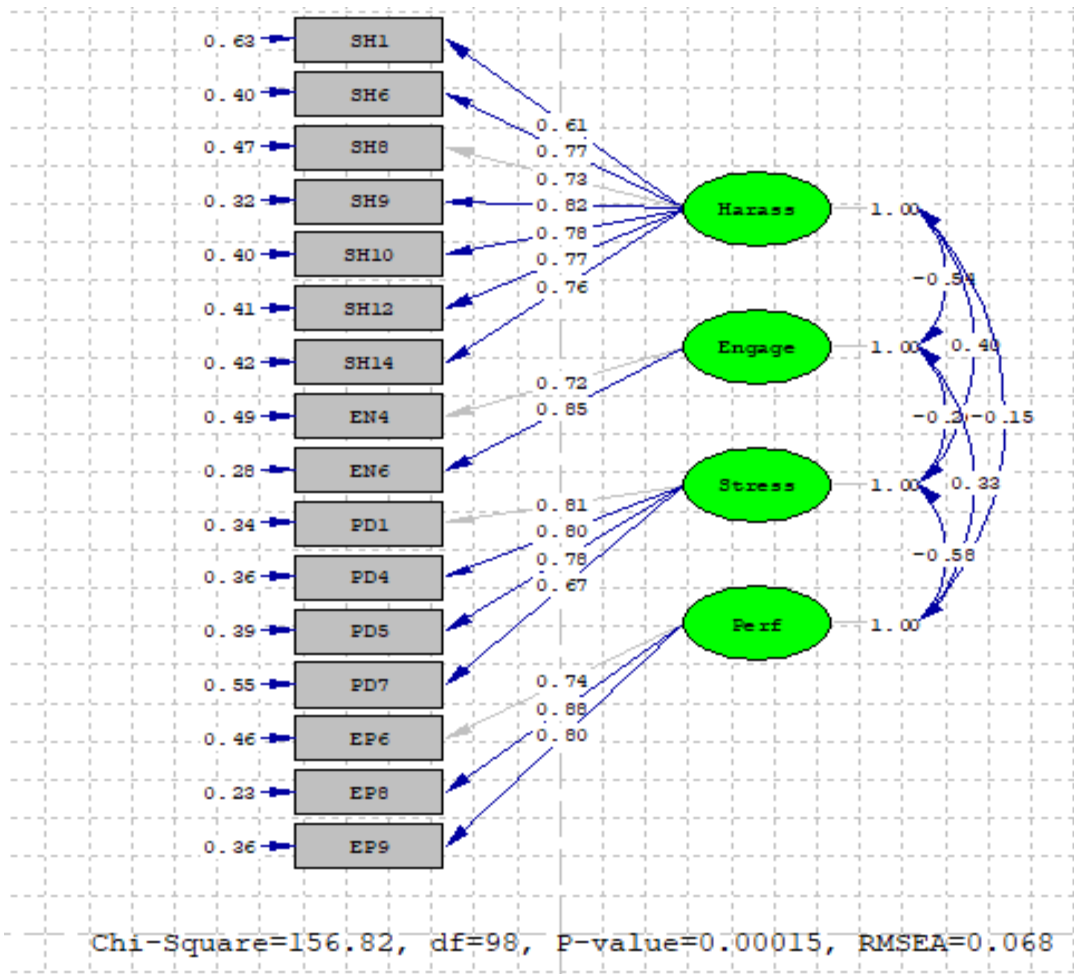 0.63 SH1
0.40 SH6
0.61
0.47 SH8
0.77
0.73
0.32 SH9
0.82
Harass 1.00
0.78
0.40 SH10
0.77
0.76
-0.54
0.41 SH12
Engage 1.00
0.40
0.42 SH14
0.72
0.49 EN4
0.85
-0.15
0.28 EN6
Stress 1.00
0.33
0.81
0.34 PD1
0.80
0.78
-0.58
0.36 PD4
0.67
0.39 PD5
Perf 1.00
0.55 PD7
0.74
0.88
0.46 EP6
0.80
0.23 EP8
0.36 EP9
Chi-Square=156.82, df=98, P-value=0.00015, RMSEA=0.068